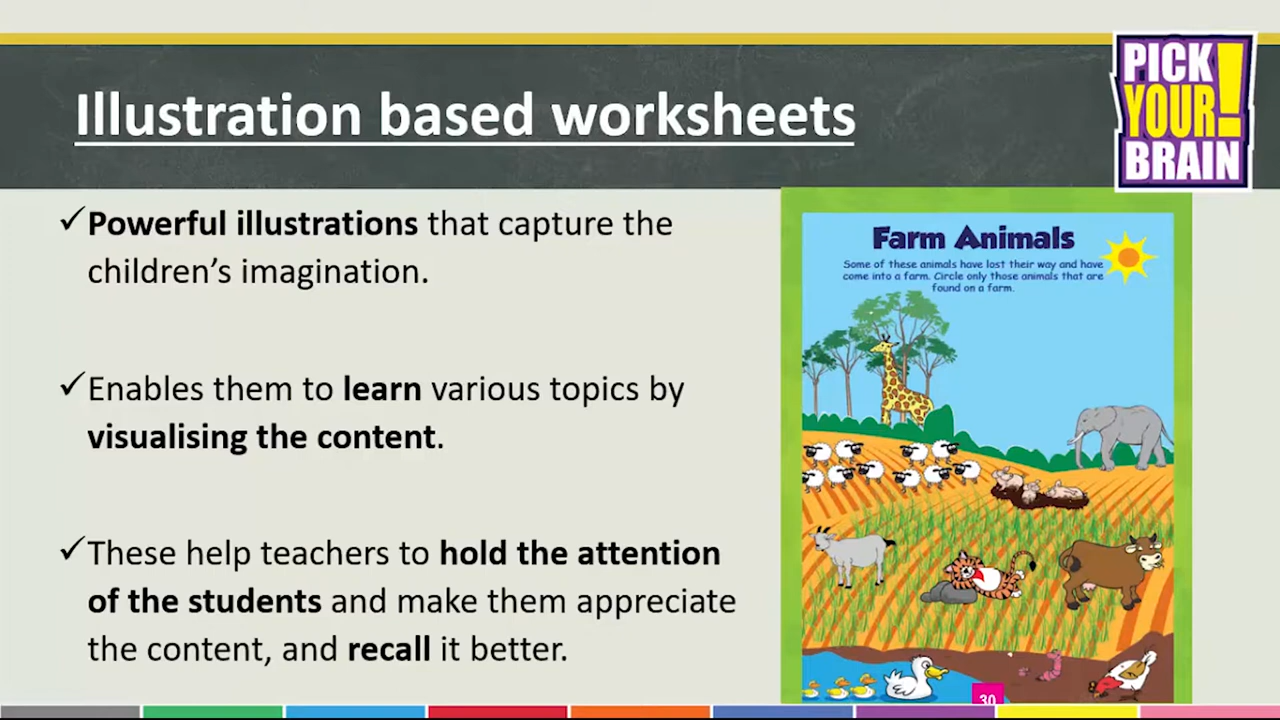 Illustration based worksheets
PICK
YOUR!
BRAIN
✓Powerful illustrations that capture the
children’s imagination.
✓Enables them to learn various topics by
visualising the content.
✓These help teachers to hold the attention
of the students and make them appreciate
the content, and recall it better.
Farm Animals
Some of these animals have lost their way and have
come into a farm. Circle only those animals that are
found on a farm.
30